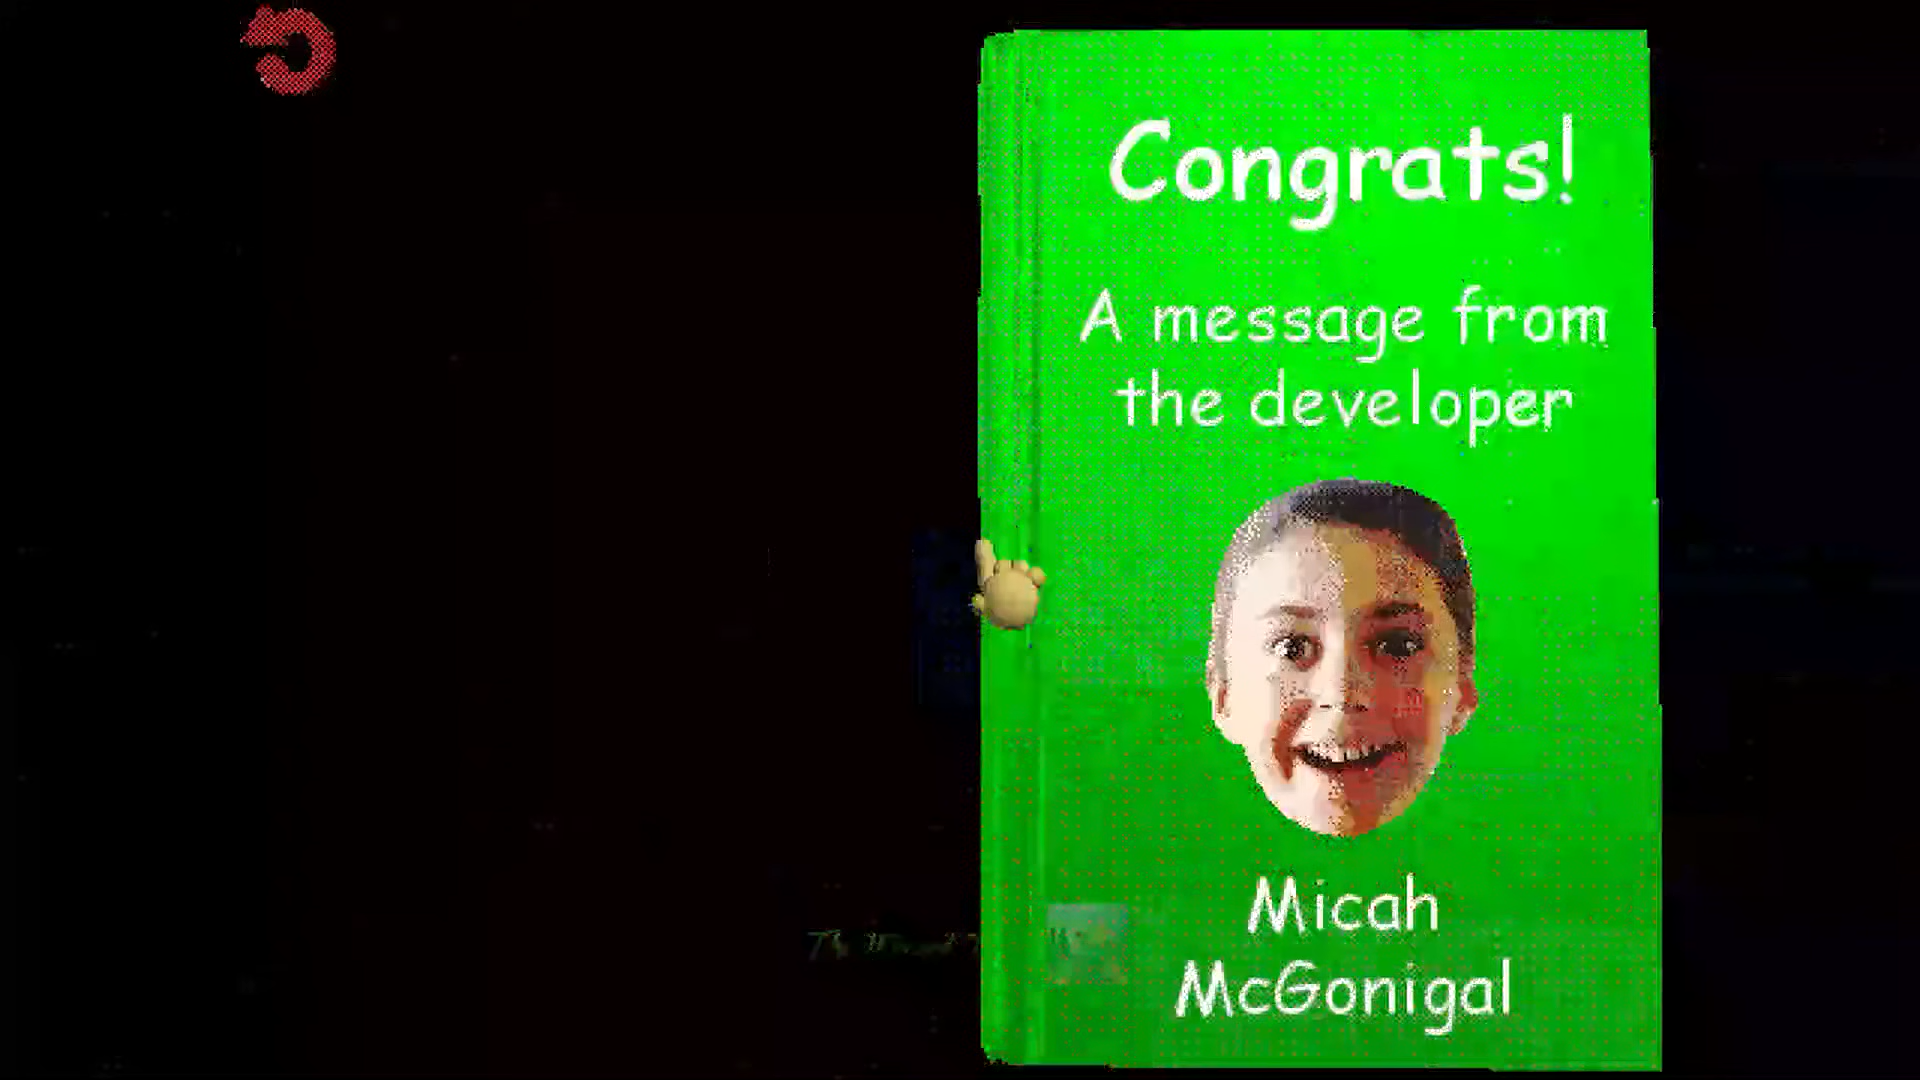 Congrats!
A message from
the developer
Micah
McGonigal